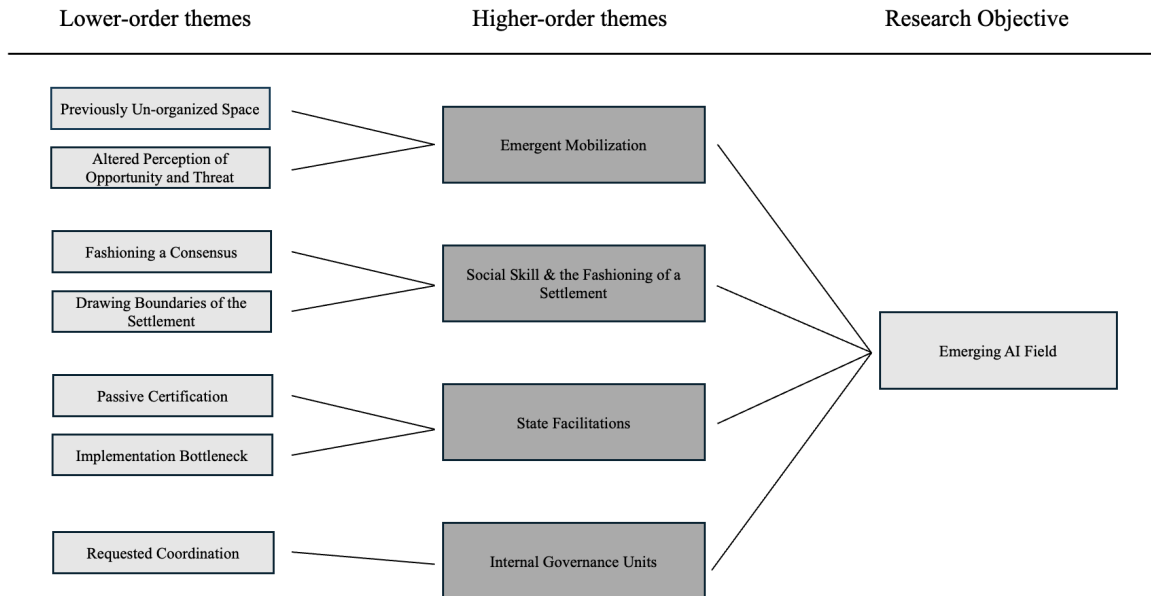 Lower-order themes
Higher-order themes
Research Objective
Previously Un-organized Space
Altered Perception of
Opportunity and Threat
Emergent Mobilization
Fashioning a Consensus
Drawing Boundaries of the
Settlement
Social Skill & the Fashioning of a
Settlement
Passive Certification
Implementation Bottleneck
State Facilitations
Requested Coordination
Internal Governance Units
Emerging AI Field